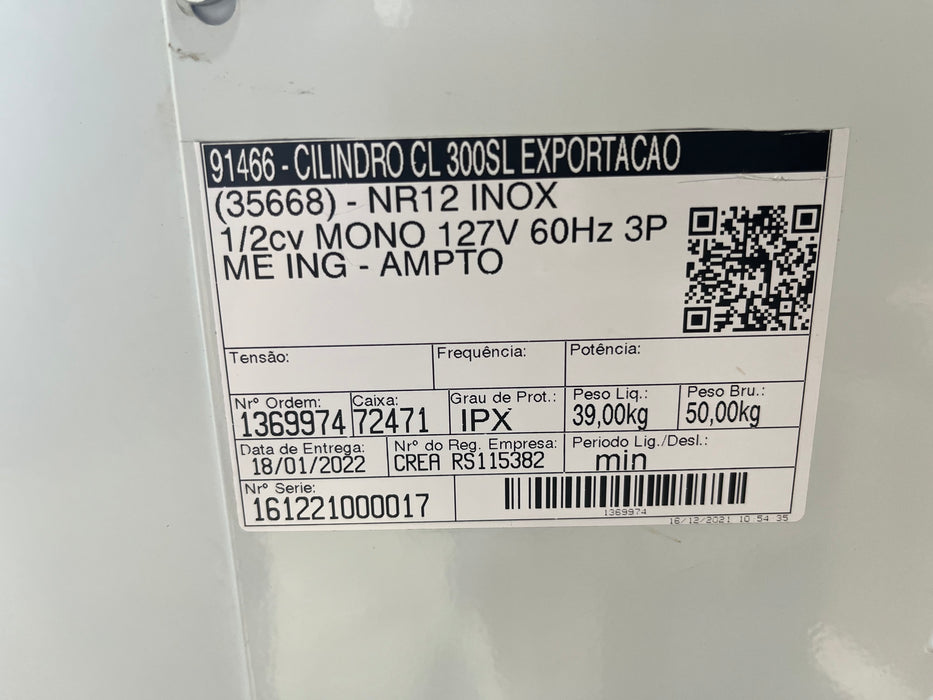 91466 - CILINDRO CL 300SL EXPORTACAO
(35668) - NR12 INOX
1/2cv MONO 127V 60Hz 3P
ME ING - AMPTO
Tensão: Frequência: Potência:
Nrº Ordem: Caixa: Grau de Prot.: Peso Liq.: Peso Bru.:
1369974 72471 IPX 39,00kg 50,00kg
Data de Entrega: Nrº do Reg. Empresa: Periodo Lig./Desl.:
18/01/2022 CREA RS115382 min
Nrº Serie:
161221000017
1369974
16/12/2021 10 54 35